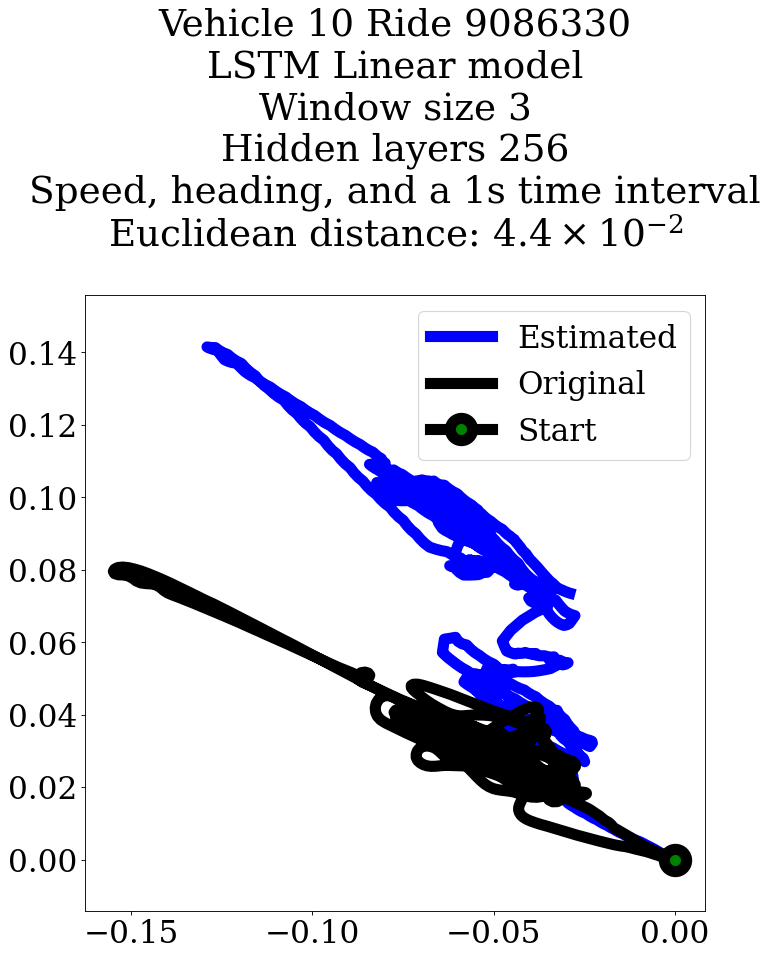 Vehicle 10 Ride 9086330
LSTM Linear model
Window size 3
Hidden layers 256
Speed, heading, and a 1s time interval
Euclidean distance: 4.4 × 10⁻²
Estimated
Original
Start
0.14
0.12
0.10
0.08
0.06
0.04
0.02
0.00
−0.15 −0.10 −0.05 0.00